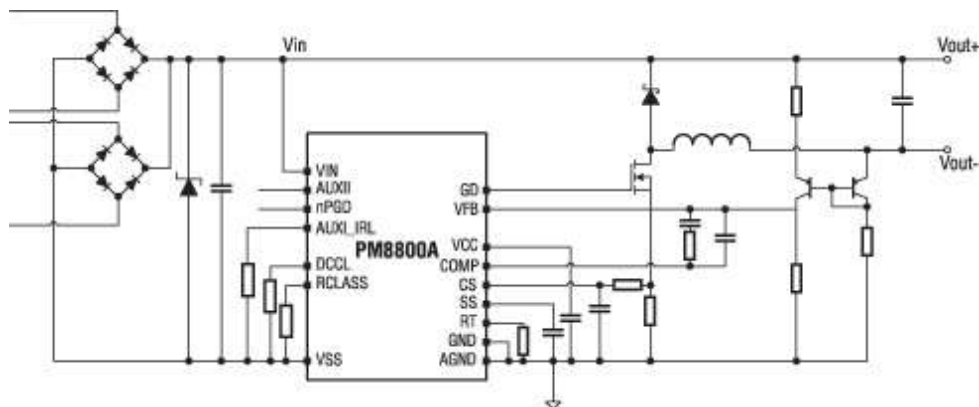 Vin
Vout+
Vout-
VIN
AUXII
nPGD
AUXI_IRL
DCCL
RCLASS
VSS
PM8800A
GD
VFB
VCC
COMP
CS
SS
RT
GND
AGND